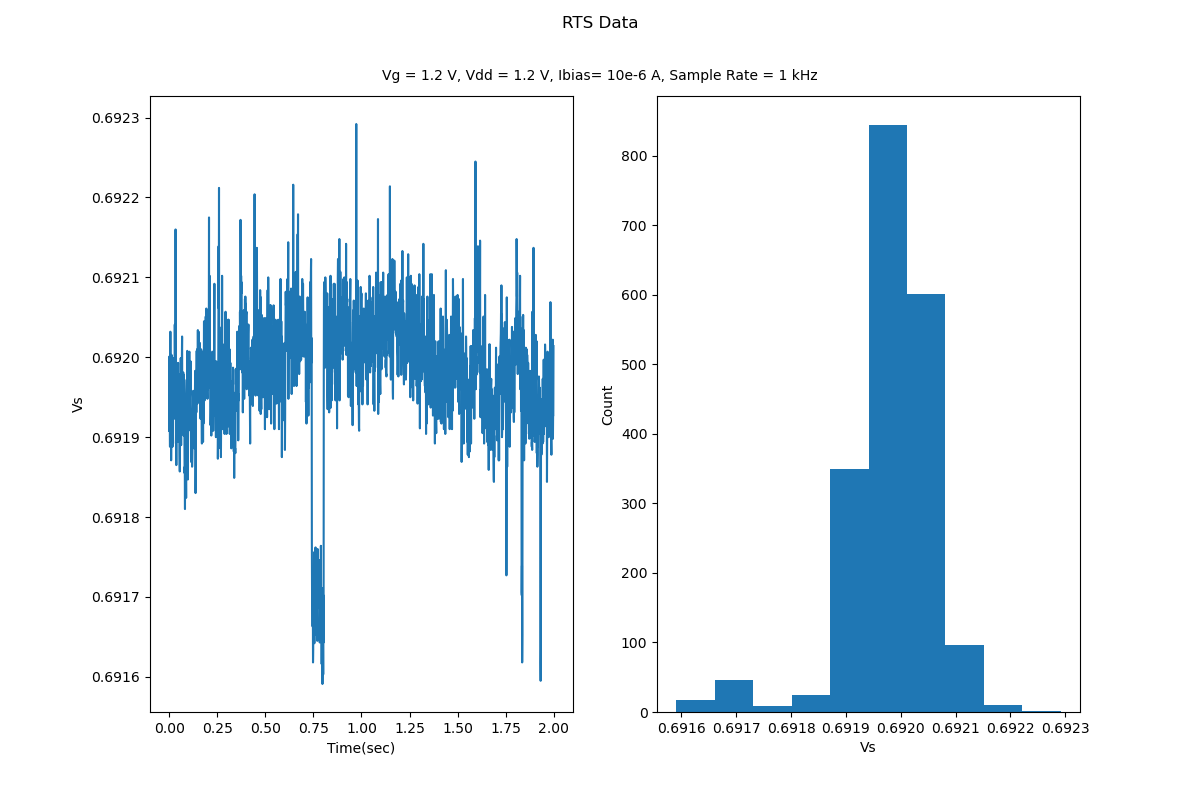 RTS Data
Vg = 1.2 V, Vdd = 1.2 V, Ibias= 10e-6 A, Sample Rate = 1 kHz
0.6923
0.6922
0.6921
0.6920
0.6919
0.6918
0.6917
0.6916
Vs
0.00 0.25 0.50 0.75 1.00 1.25 1.50 1.75 2.00
Time(sec)
800
700
600
500
400
300
200
100
0
Count
0.6916 0.6917 0.6918 0.6919 0.6920 0.6921 0.6922 0.6923
Vs